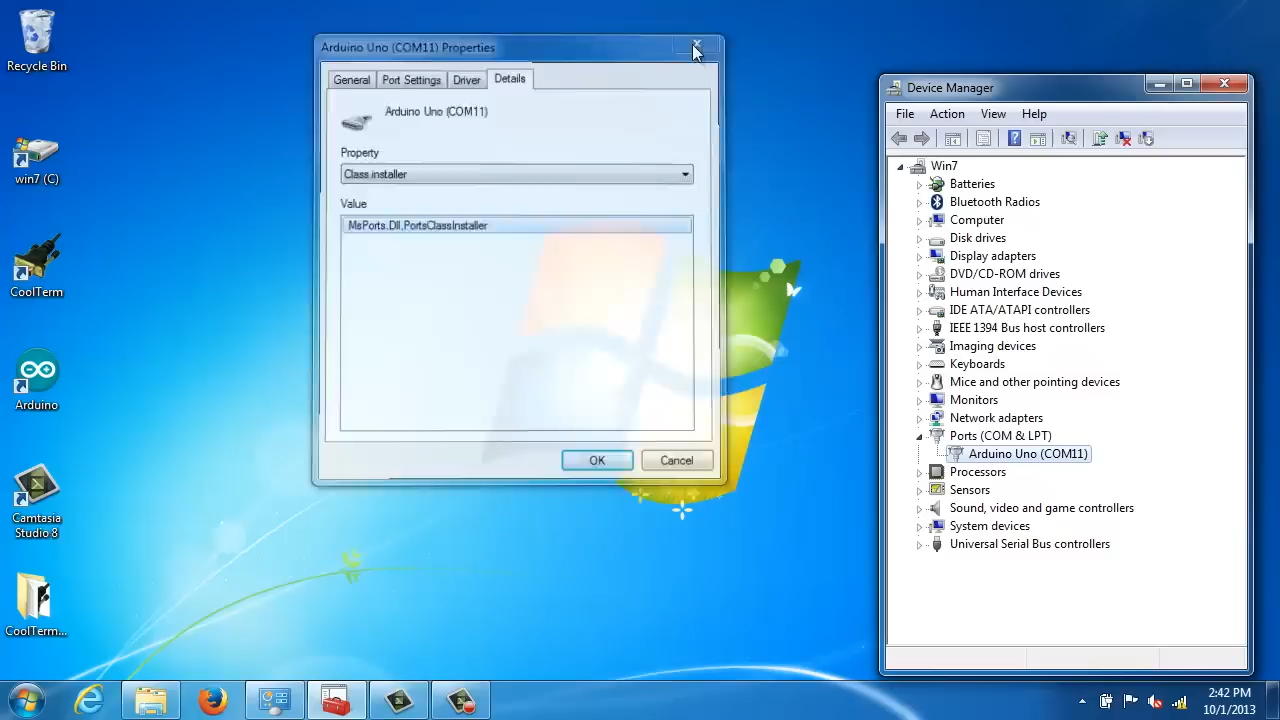 Recycle Bin
win7 (C)
CoolTerm
Arduino
Camtasia
Studio 8
CoolTerm...
Arduino Uno (COM11) Properties
General
Port Settings
Driver
Details
Arduino Uno (COM11)
Property
Class installer
Value
MsPorts.Dll,PortsClassInstaller
OK
Cancel
Device Manager
File
Action
View
Help
Win7
Batteries
Bluetooth Radios
Computer
Disk drives
Display adapters
DVD/CD-ROM drives
Human Interface Devices
IDE ATA/ATAPI controllers
IEEE 1394 Bus host controllers
Imaging devices
Keyboards
Mice and other pointing devices
Monitors
Network adapters
Ports (COM & LPT)
Arduino Uno (COM11)
Processors
Sensors
Sound, video and game controllers
System devices
Universal Serial Bus controllers
2:42 PM
10/1/2013